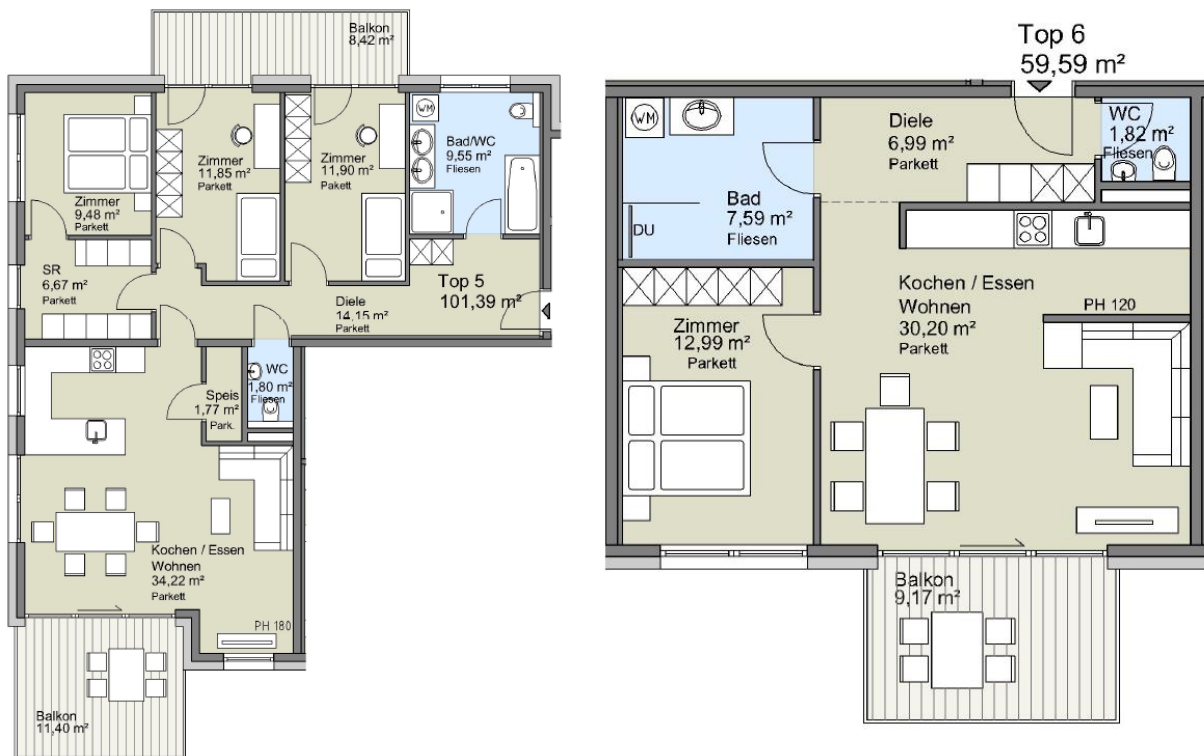 Balkon
8,42 m²
WM
Bad/WC
9,55 m²
Fliesen
Zimmer
11,85 m²
Parkett
Zimmer
11,90 m²
Pakett
Zimmer
9,48 m²
Parkett
SR
6,67 m²
Parkett
Top 5
101,39 m²
Diele
14,15 m²
Parkett
WC
1,80 m²
Fliesen
Speis
1,77 m²
Park.
Kochen / Essen
Wohnen
34,22 m²
Parkett
PH 180
Balkon
11,40 m²
Top 6
59,59 m²
WM
Diele
6,99 m²
Parkett
WC
1,82 m²
Fliesen
Bad
7,59 m²
Fliesen
DU
Kochen / Essen
Wohnen
30,20 m²
Parkett
PH 120
Zimmer
12,99 m²
Parkett
Balkon
9,17 m²